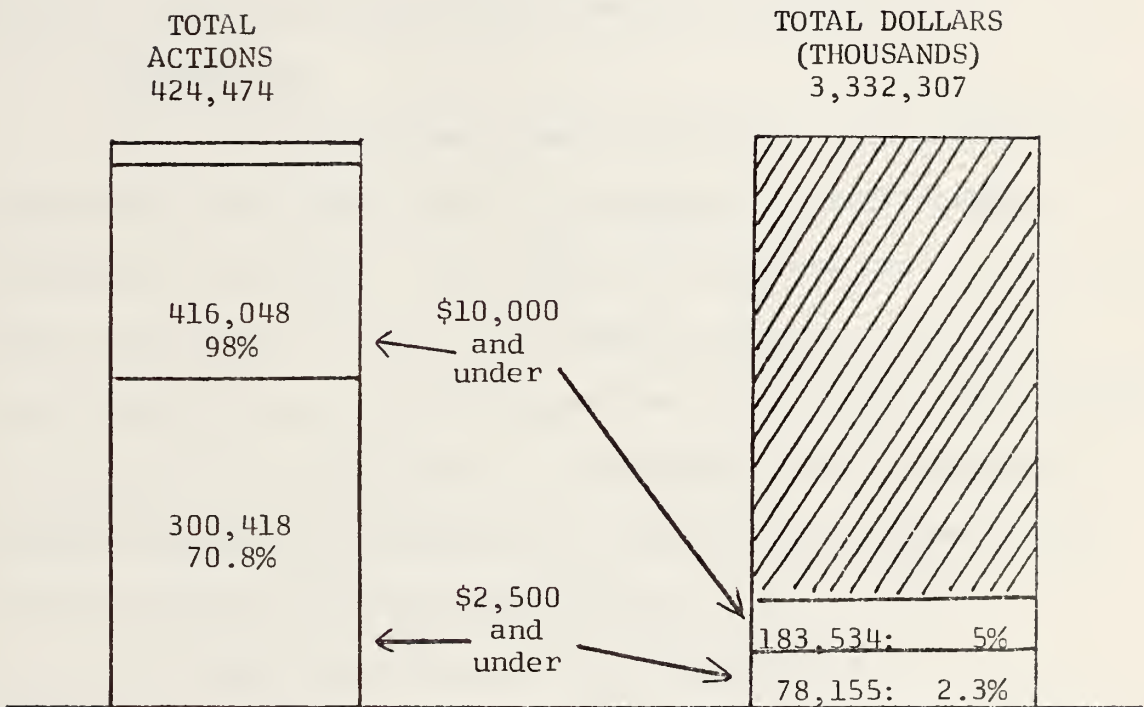 TOTAL
ACTIONS
424,474
TOTAL DOLLARS
(THOUSANDS)
3,332,307
416,048
98%
$10,000
and
under
300,418
70.8%
$2,500
and
under
183,534: 5%
78,155: 2.3%